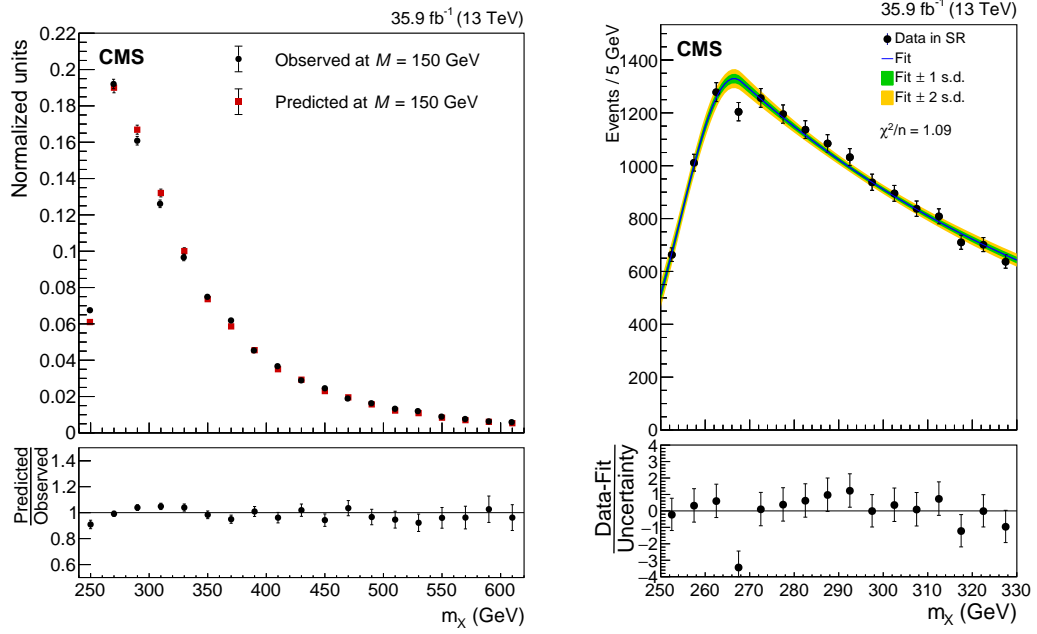 35.9 fb⁻¹ (13 TeV)
CMS
Observed at M = 150 GeV
Predicted at M = 150 GeV
Normalized units
0.22
0.2
0.18
0.16
0.14
0.12
0.1
0.08
0.06
0.04
0.02
0
Predicted
Observed
1.4
1.2
1
0.8
0.6
250 300 350 400 450 500 550 600
m_X (GeV)
35.9 fb⁻¹ (13 TeV)
CMS
Data in SR
Fit
Fit ± 1 s.d.
Fit ± 2 s.d.
χ²/n = 1.09
Events / 5 GeV
1400
1200
1000
800
600
400
200
0
Data-Fit
Uncertainty
4
3
2
1
0
−1
−2
−3
−4
250 260 270 280 290 300 310 320 330
m_X (GeV)